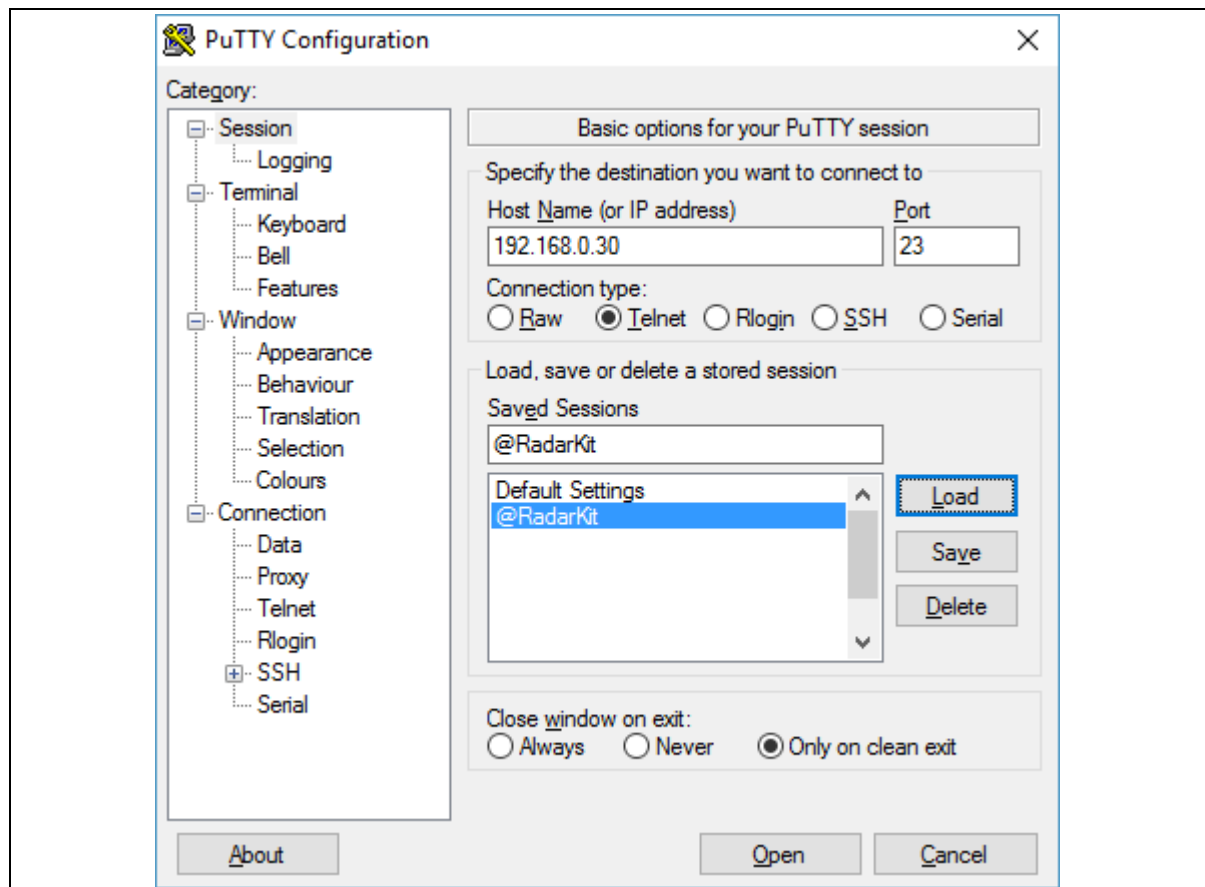 PuTTY Configuration
Category:
Session
Logging
Terminal
Keyboard
Bell
Features
Window
Appearance
Behaviour
Translation
Selection
Colours
Connection
Data
Proxy
Telnet
Rlogin
SSH
Serial
Basic options for your PuTTY session
Specify the destination you want to connect to
Host Name (or IP address) Port
192.168.0.30 23
Connection type:
Raw Telnet Rlogin SSH Serial
Load, save or delete a stored session
Saved Sessions
@RadarKit
Default Settings
@RadarKit
Load
Save
Delete
Close window on exit:
Always Never Only on clean exit
About Open Cancel